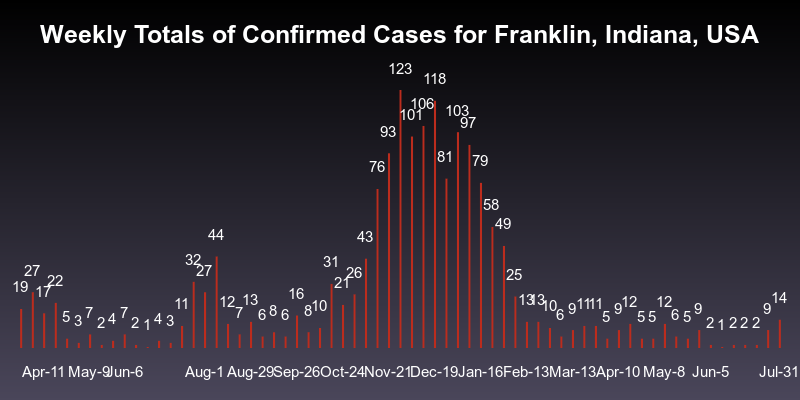 Weekly Totals of Confirmed Cases for Franklin, Indiana, USA
19 27 17 22 5 3 7 2 4 7 2 1 4 3 11 32 27 44 12 7 13 6 8 6 16 8 10 31 21 26 43 76 93 123 101 106 118 81 103 97 79 58 49 25 13 13 10 6 9 11 11 5 9 12 5 5 12 6 5 9 2 1 2 2 2 9 14
Apr-11 May-9 Jun-6 Aug-1 Aug-29 Sep-26 Oct-24 Nov-21 Dec-19 Jan-16 Feb-13 Mar-13 Apr-10 May-8 Jun-5 Jul-31